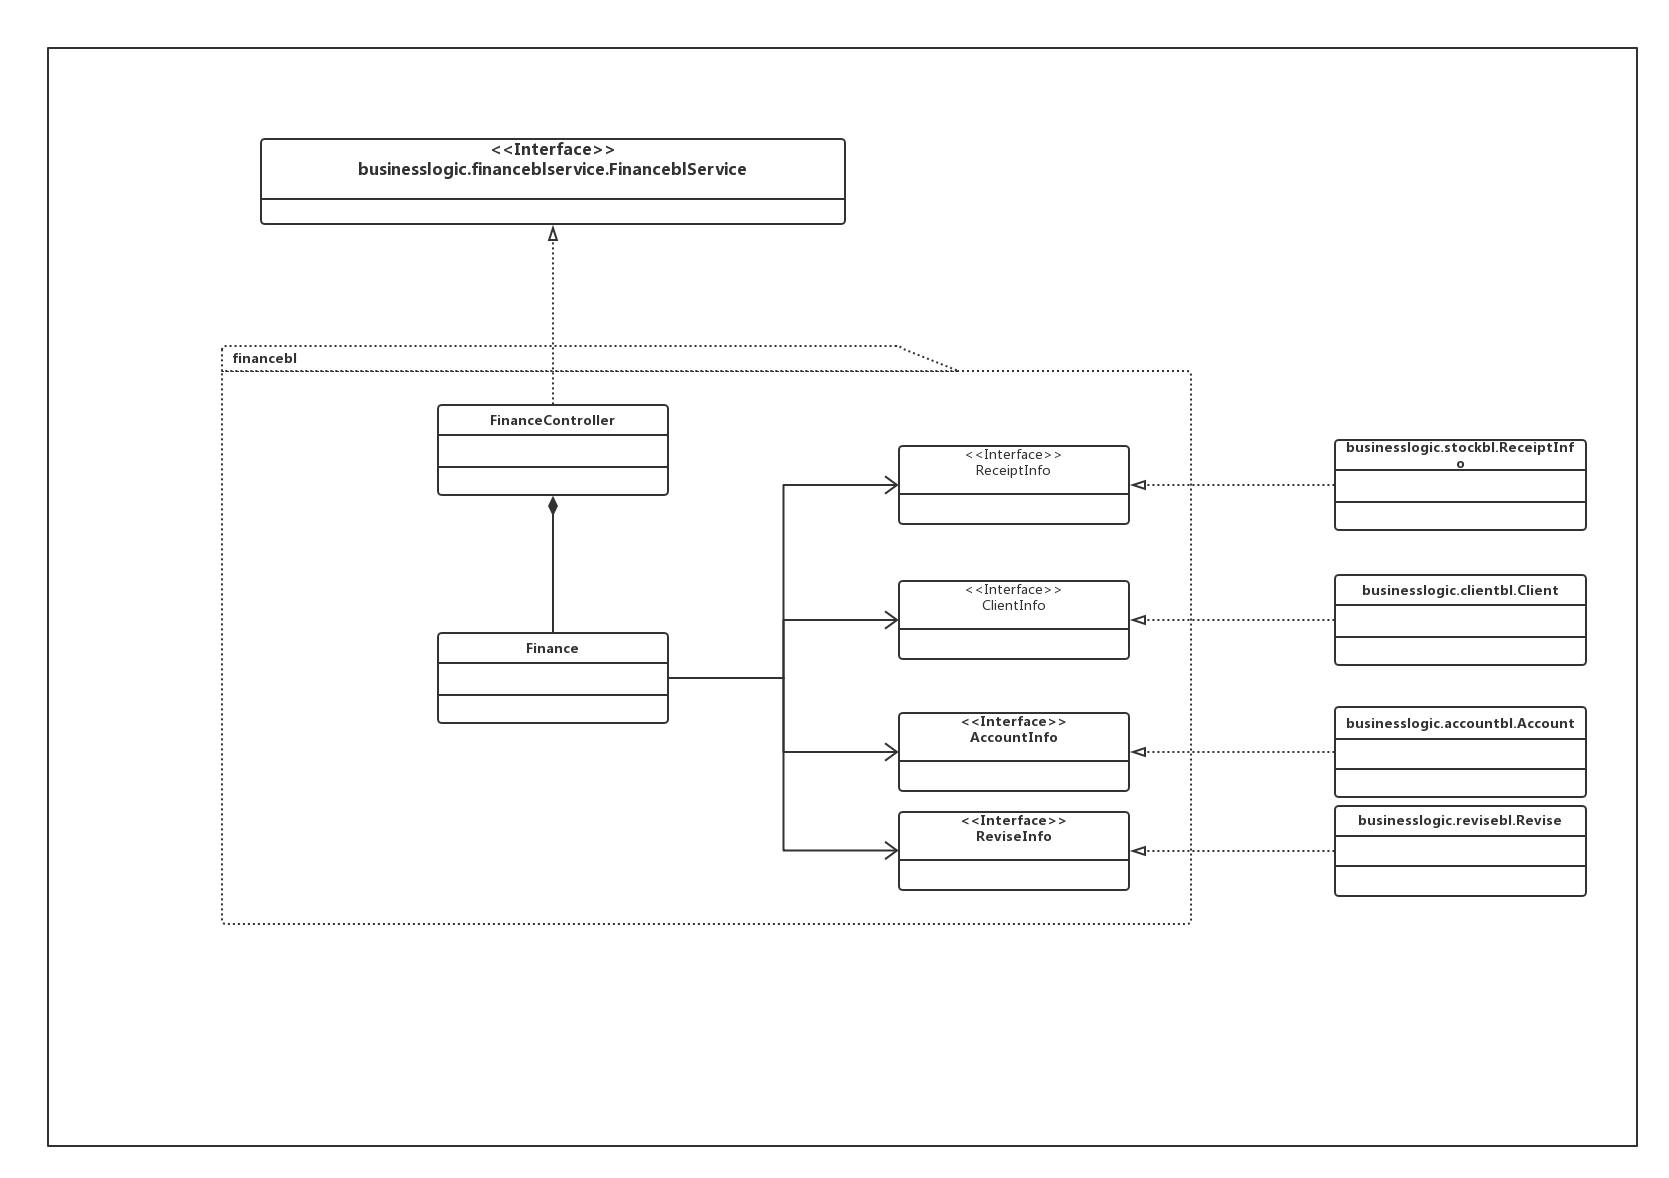 <<Interface>>
businesslogic.financeblservice.FinanceblService
financebl
FinanceController
<<Interface>>
ReceiptInfo
businesslogic.stockbl.ReceiptInf
o
<<Interface>>
ClientInfo
businesslogic.clientbl.Client
Finance
<<Interface>>
AccountInfo
businesslogic.accountbl.Account
<<Interface>>
ReviseInfo
businesslogic.revisebl.Revise